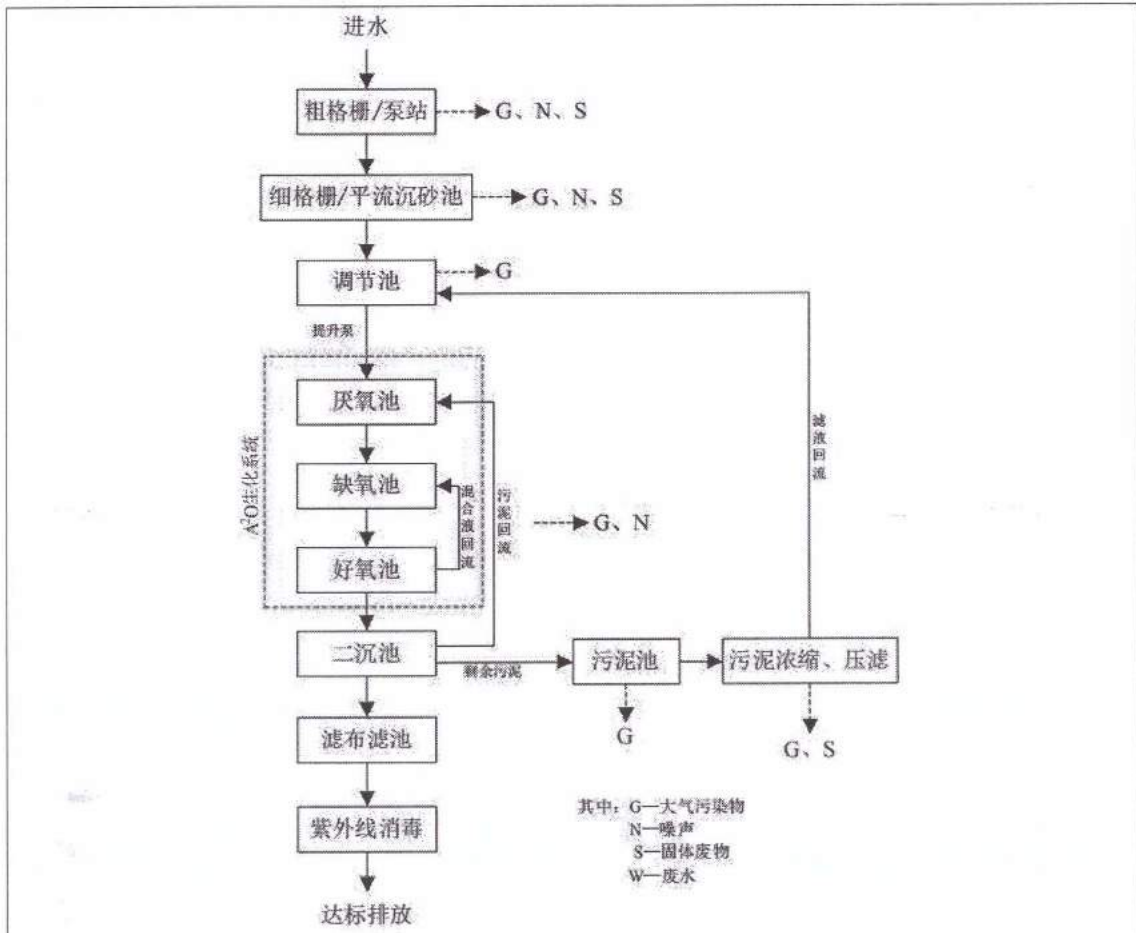 进水
粗格栅/泵站
G、N、S
细格栅/平流沉砂池
G、N、S
调节池
G
提升泵
A²O生化系统
厌氧池
缺氧池
好氧池
混合液回流
污泥回流
G、N
滤液回流
二沉池
剩余污泥
污泥池
污泥浓缩、压滤
G
G、S
滤布滤池
紫外线消毒
达标排放
其中：G—大气污染物
N—噪声
S—固体废物
W—废水